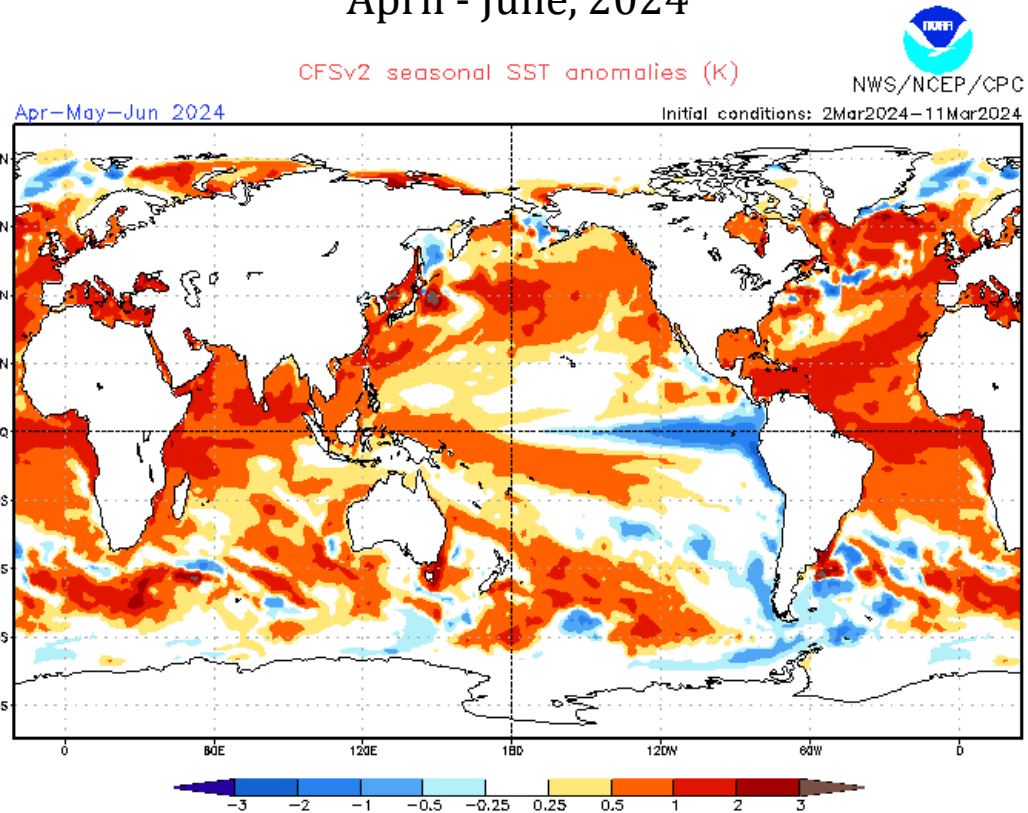 April - June, 2024
NOAA
CFSv2 seasonal SST anomalies (K)
NWS/NCEP/CPC
Apr-May-Jun 2024
Initial conditions: 2Mar2024-11Mar2024
N
N
N
N
Q
S
S
S
S
0 60E 120E 180 120W 60W 0
-3 -2 -1 -0.5 -0.25 0.25 0.5 1 2 3